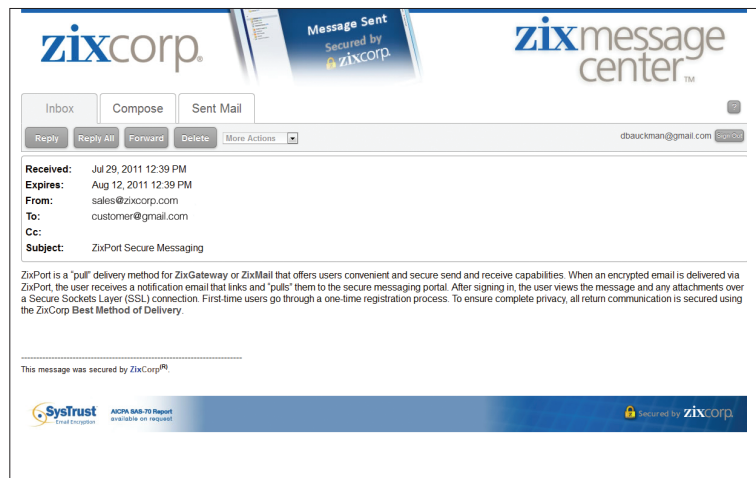 zixcorp®
Message Sent
Secured by
zixcorp
zixmessage
center™
Inbox
Compose
Sent Mail
?
Reply
Reply All
Forward
Delete
More Actions
dbauckman@gmail.com
Sign Out
Received: Jul 29, 2011 12:39 PM
Expires: Aug 12, 2011 12:39 PM
From: sales@zixcorp.com
To: customer@gmail.com
Cc:
Subject: ZixPort Secure Messaging
ZixPort is a "pull" delivery method for ZixGateway or ZixMail that offers users convenient and secure send and receive capabilities. When an encrypted email is delivered via
ZixPort, the user receives a notification email that links and "pulls" them to the secure messaging portal. After signing in, the user views the message and any attachments over
a Secure Sockets Layer (SSL) connection. First-time users go through a one-time registration process. To ensure complete privacy, all return communication is secured using
the ZixCorp Best Method of Delivery.
This message was secured by ZixCorp(R).
SysTrust
Email Encryption
AICPA SAS-70 Report
available on request
Secured by zixcorp.